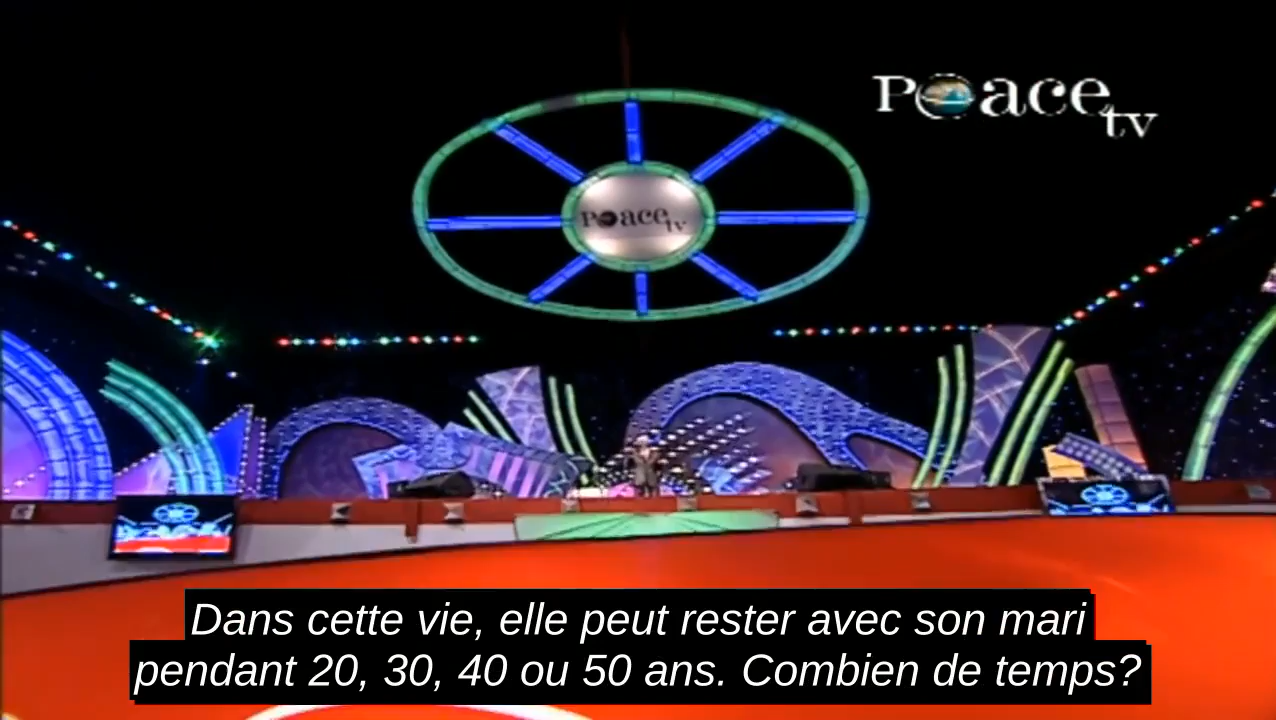 Peace tv
Peace tv
Dans cette vie, elle peut rester avec son mari
pendant 20, 30, 40 ou 50 ans. Combien de temps?